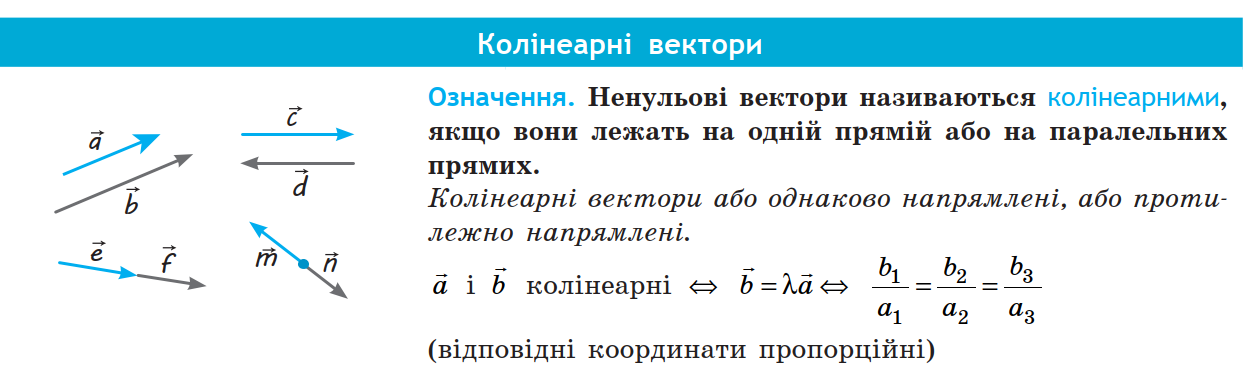 Колінеарні вектори
Означення. Ненульові вектори називаються колінеарними,
якщо вони лежать на одній прямій або на паралельних
прямих.
Колінеарні вектори або однаково напрямлені, або проти-
лежно напрямлені.
a⃗ і b⃗ колінеарні ⇔ b⃗ = λa⃗ ⇔ b₁/a₁ = b₂/a₂ = b₃/a₃
(відповідні координати пропорційні)
a⃗
b⃗
c⃗
d⃗
e⃗ f⃗
m⃗ n⃗